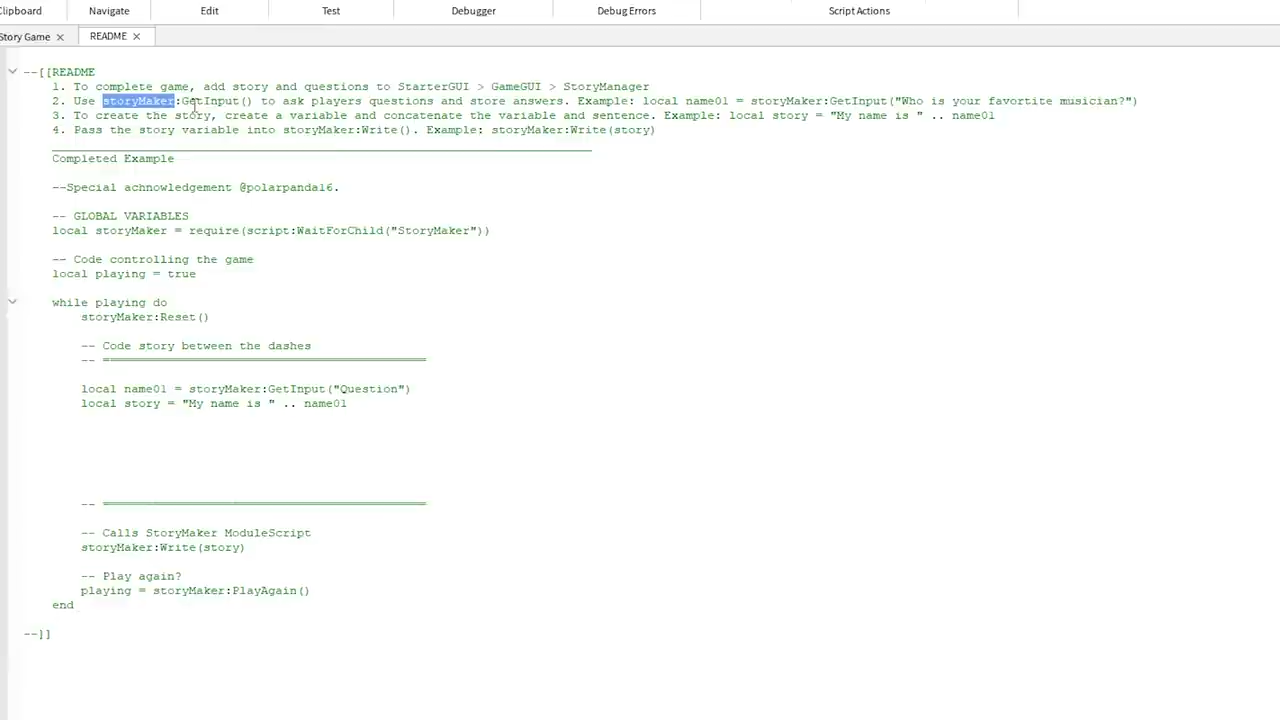 Clipboard Navigate Edit Test Debugger Debug Errors Script Actions
Story Game × README ×
--[[README
1. To complete game, add story and questions to StarterGUI > GameGUI > StoryManager
2. Use storyMaker:GetInput() to ask players questions and store answers. Example: local name01 = storyMaker:GetInput("Who is your favortite musician?")
3. To create the story, create a variable and concatenate the variable and sentence. Example: local story = "My name is " .. name01
4. Pass the story variable into storyMaker:Write(). Example: storyMaker:Write(story)
Completed Example
--Special achnowledgement @polarpanda16.
-- GLOBAL VARIABLES
local storyMaker = require(script:WaitForChild("StoryMaker"))
-- Code controlling the game
local playing = true
while playing do
storyMaker:Reset()
-- Code story between the dashes
-- =============================================
local name01 = storyMaker:GetInput("Question")
local story = "My name is " .. name01
-- =============================================
-- Calls StoryMaker ModuleScript
storyMaker:Write(story)
-- Play again?
playing = storyMaker:PlayAgain()
end
--]]